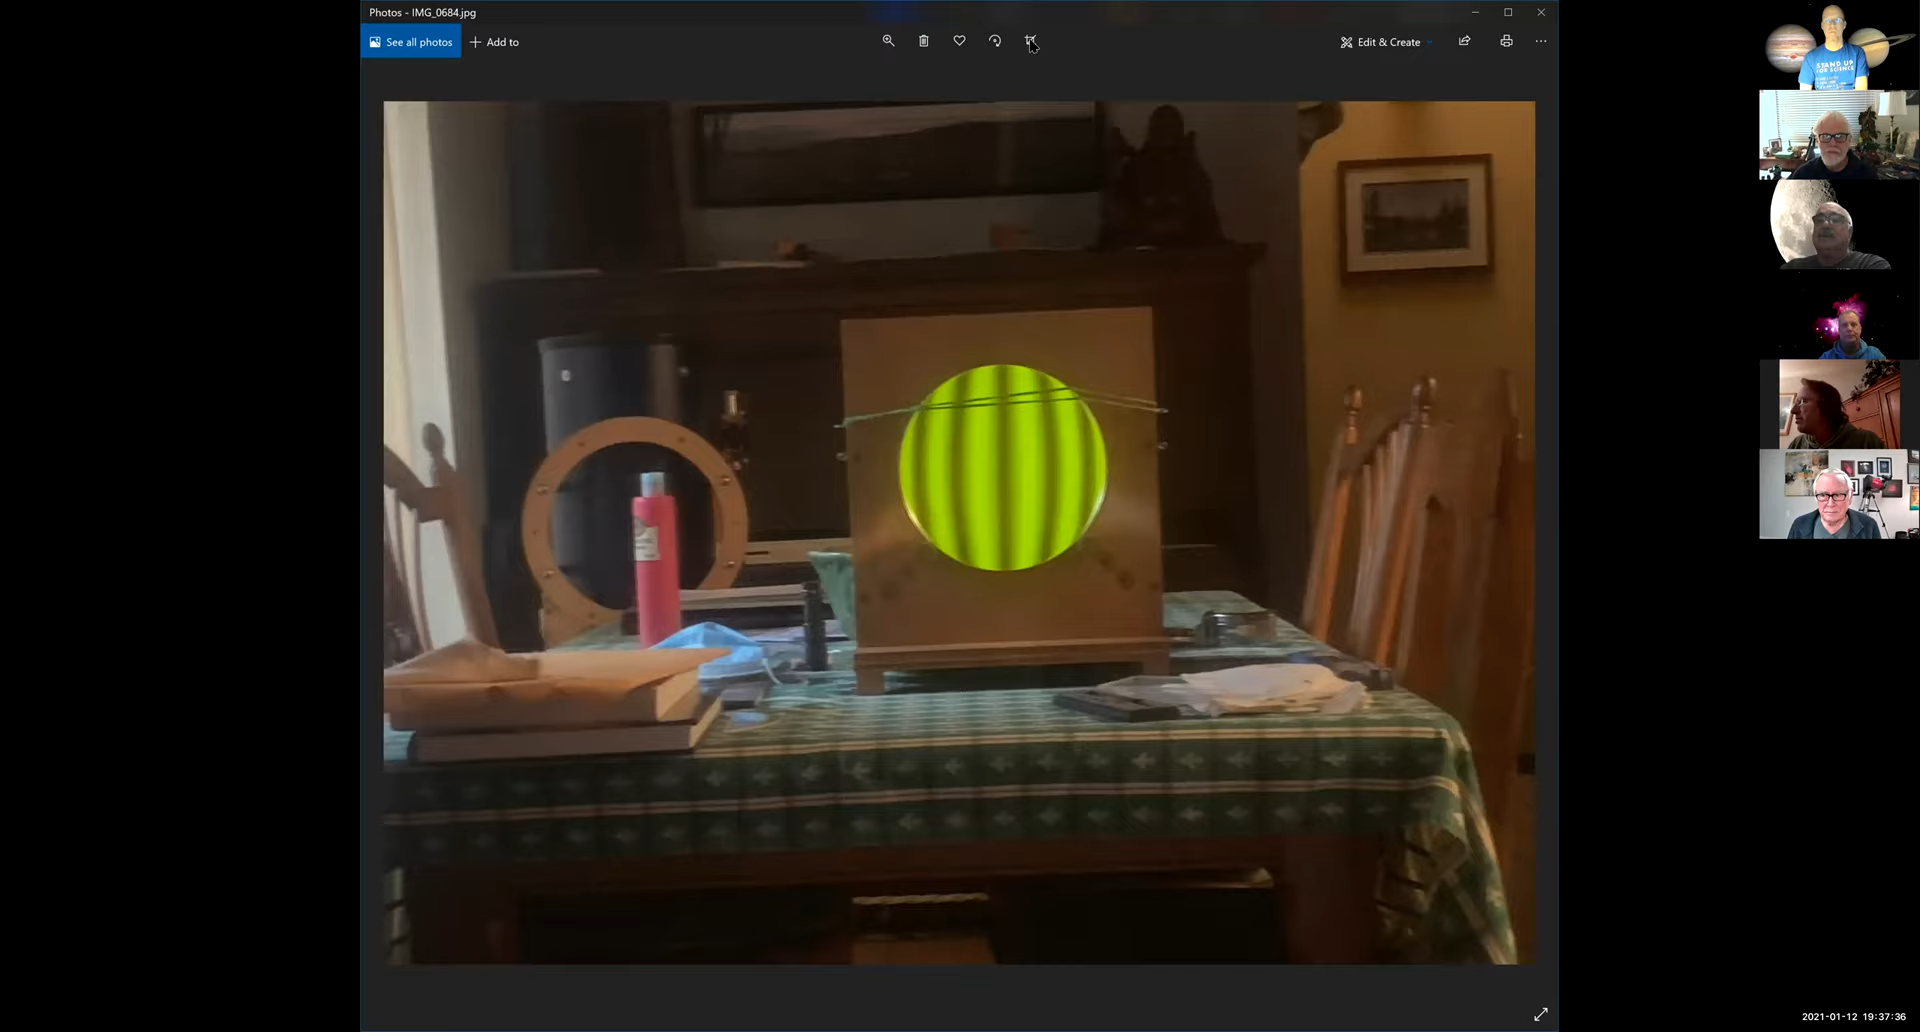 Photos - IMG_0684.jpg
See all photos
Add to
Edit & Create
STAND UP
FOR SCIENCE
2021-01-12 19:37:36